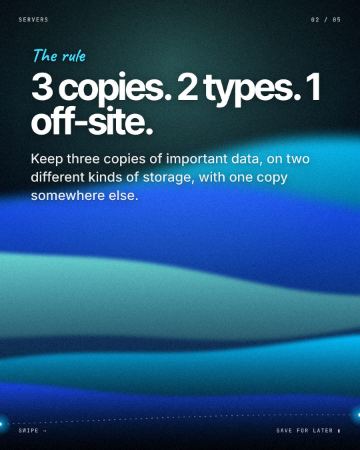 SERVERS
02 / 05
The rule
3 copies. 2 types. 1
off-site.
Keep three copies of important data, on two
different kinds of storage, with one copy
somewhere else.
SWIPE →
SAVE FOR LATER